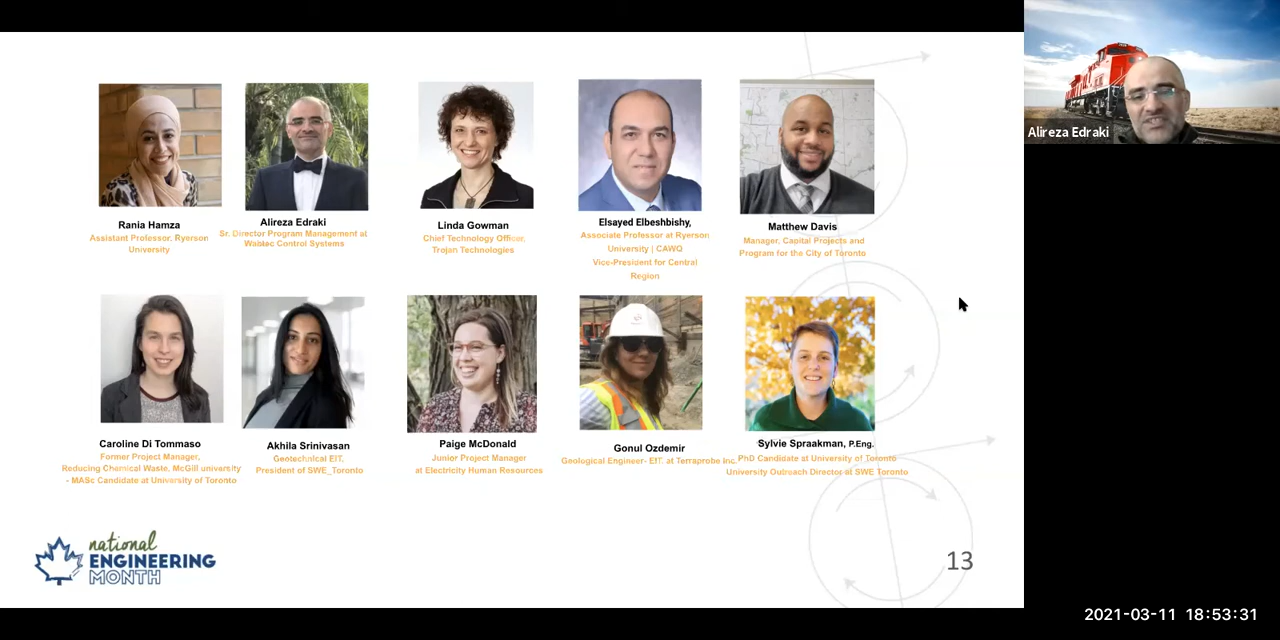 Alireza Edraki
Rania Hamza
Assistant Professor, Ryerson
University
Alireza Edraki
Sr. Director Program Management at
Wabtec Control Systems
Linda Gowman
Chief Technology Officer,
Trojan Technologies
Elsayed Elbeshbishy,
Associate Professor at Ryerson
University | CAWQ
Vice-President for Central
Region
Matthew Davis
Manager, Capital Projects and
Program for the City of Toronto
Caroline Di Tommaso
Former Project Manager,
Reducing Chemical Waste, McGill university
- MASc Candidate at University of Toronto
Akhila Srinivasan
Geotechnical EIT,
President of SWE_Toronto
Paige McDonald
Junior Project Manager
at Electricity Human Resources
Gonul Ozdemir
Geological Engineer- EIT. at Terraprobe Inc.
Sylvie Spraakman, P.Eng.
PhD Candidate at University of Toronto
University Outreach Director at SWE Toronto
national
ENGINEERING
MONTH
13
2021-03-11 18:53:31